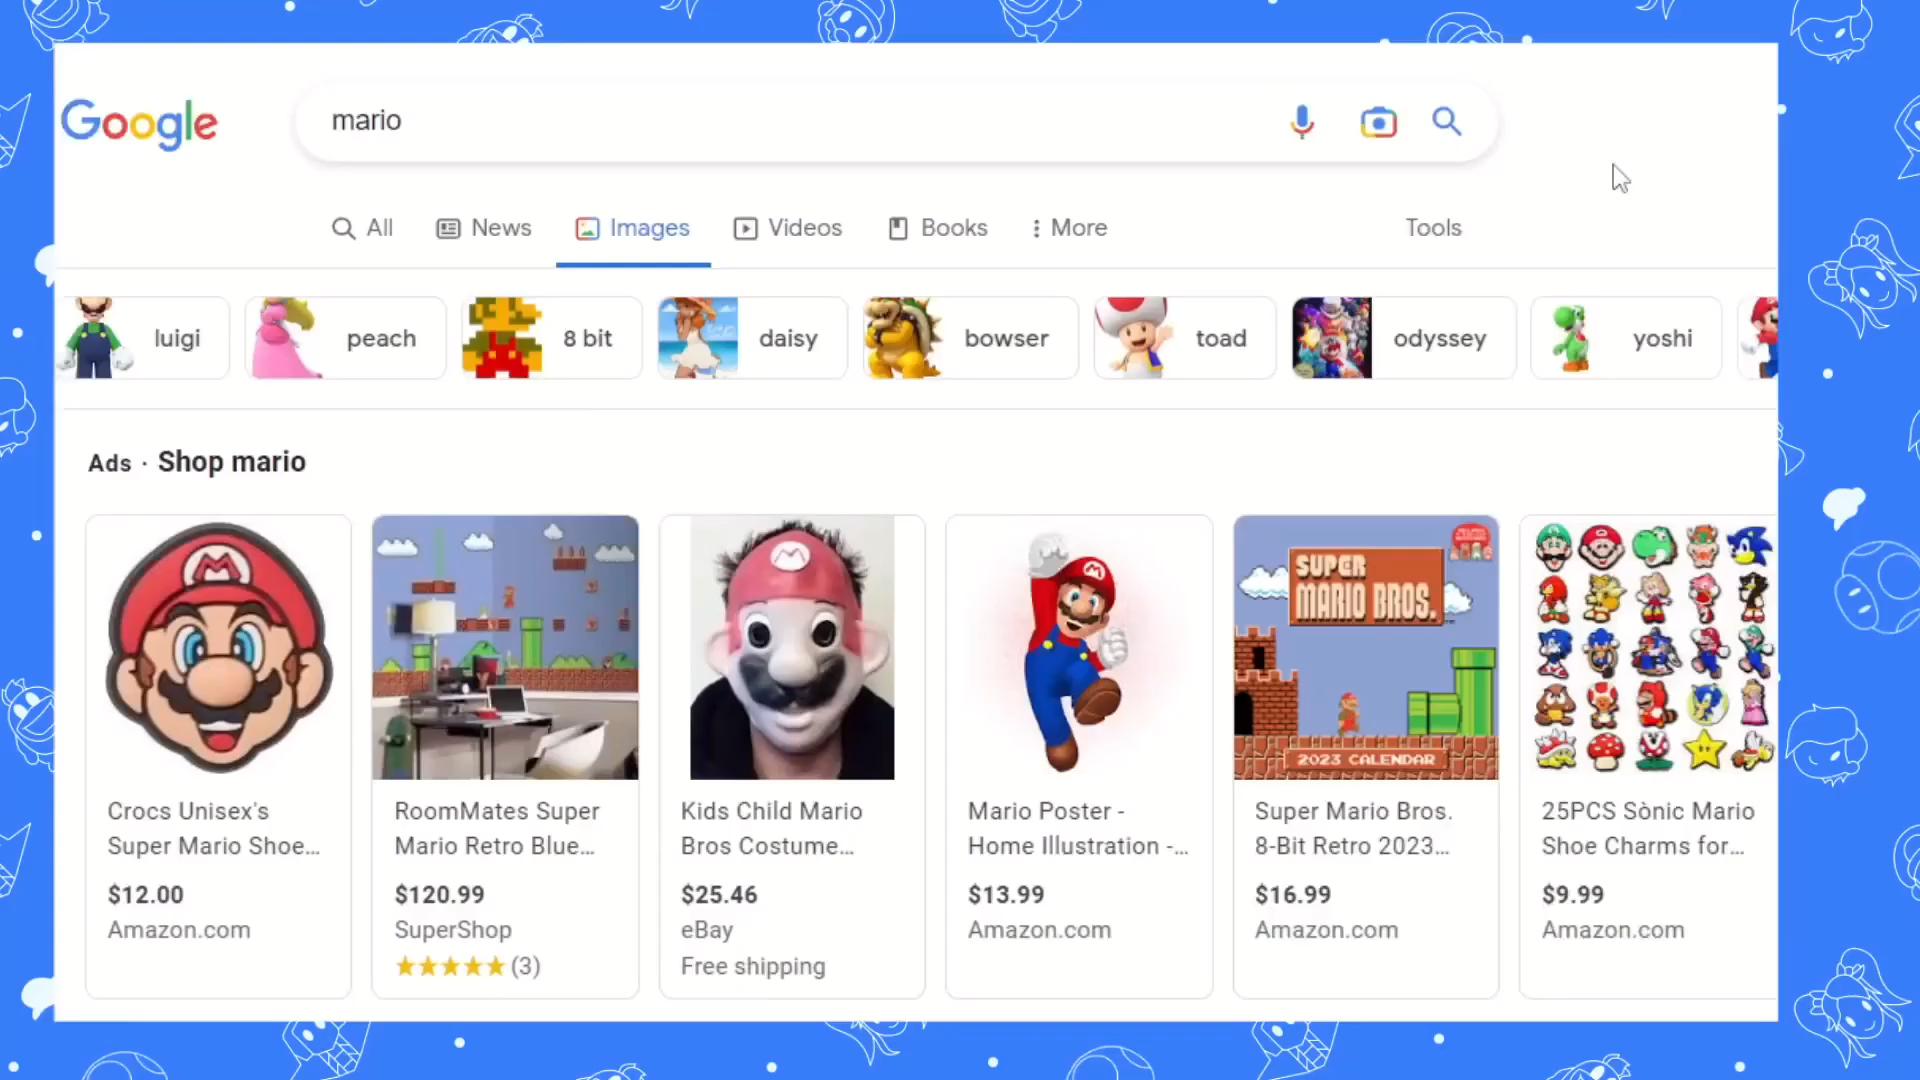 Google
mario
All
News
Images
Videos
Books
More
Tools
luigi
peach
8 bit
daisy
bowser
toad
odyssey
yoshi
Ads · Shop mario
M
M
M
SUPER
MARIO BROS.
2023 CALENDAR
Crocs Unisex's
Super Mario Shoe...
$12.00
Amazon.com
RoomMates Super
Mario Retro Blue...
$120.99
SuperShop
(3)
Kids Child Mario
Bros Costume...
$25.46
eBay
Free shipping
Mario Poster -
Home Illustration -...
$13.99
Amazon.com
Super Mario Bros.
8-Bit Retro 2023...
$16.99
Amazon.com
25PCS Sònic Mario
Shoe Charms for...
$9.99
Amazon.com